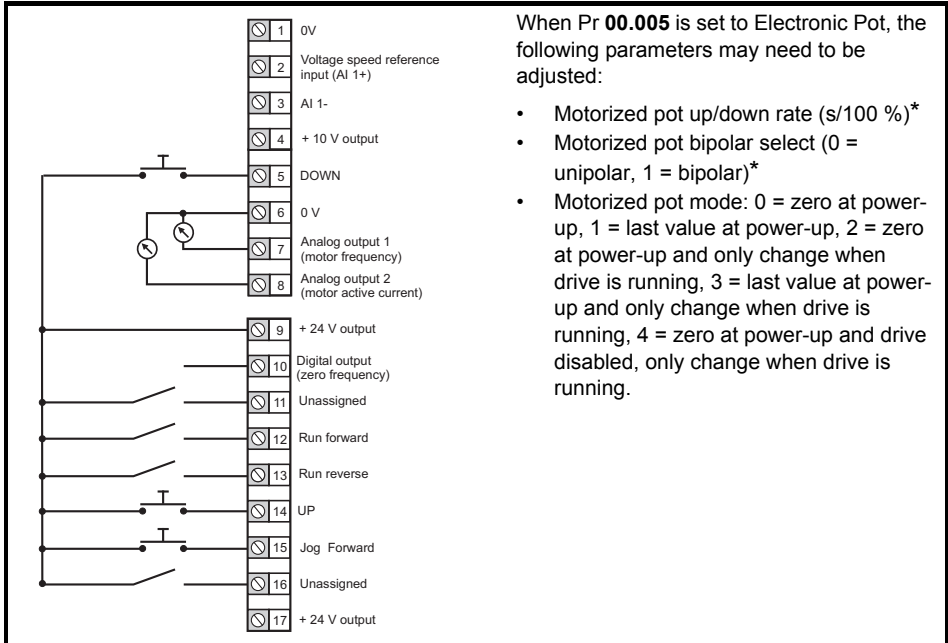 1 0V
2 Voltage speed reference
input (AI 1+)
3 AI 1-
4 + 10 V output
5 DOWN
6 0 V
7 Analog output 1
(motor frequency)
8 Analog output 2
(motor active current)
9 + 24 V output
10 Digital output
(zero frequency)
11 Unassigned
12 Run forward
13 Run reverse
14 UP
15 Jog Forward
16 Unassigned
17 + 24 V output
When Pr 00.005 is set to Electronic Pot, the
following parameters may need to be
adjusted:
• Motorized pot up/down rate (s/100 %)*
• Motorized pot bipolar select (0 =
unipolar, 1 = bipolar)*
• Motorized pot mode: 0 = zero at power-
up, 1 = last value at power-up, 2 = zero
at power-up and only change when
drive is running, 3 = last value at power-
up and only change when drive is
running, 4 = zero at power-up and drive
disabled, only change when drive is
running.